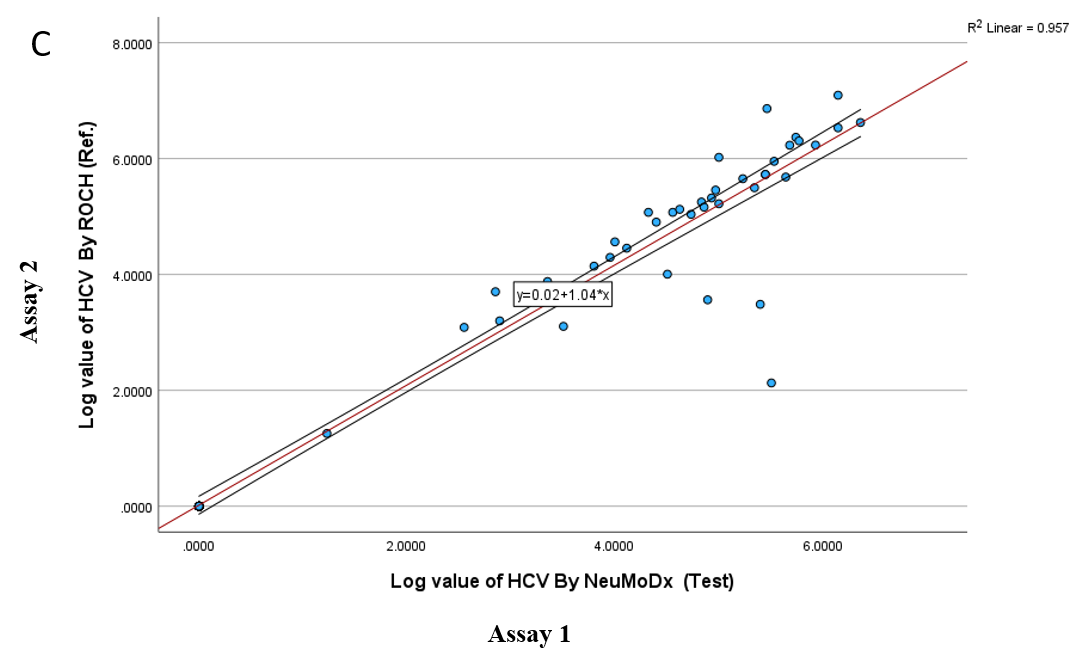 C
R2 Linear = 0.957
8.0000
6.0000
4.0000
2.0000
.0000
Log value of HCV By ROCH (Ref.)
Assay 2
y=0.02+1.04*x
.0000 2.0000 4.0000 6.0000
Log value of HCV By NeuMoDx (Test)
Assay 1